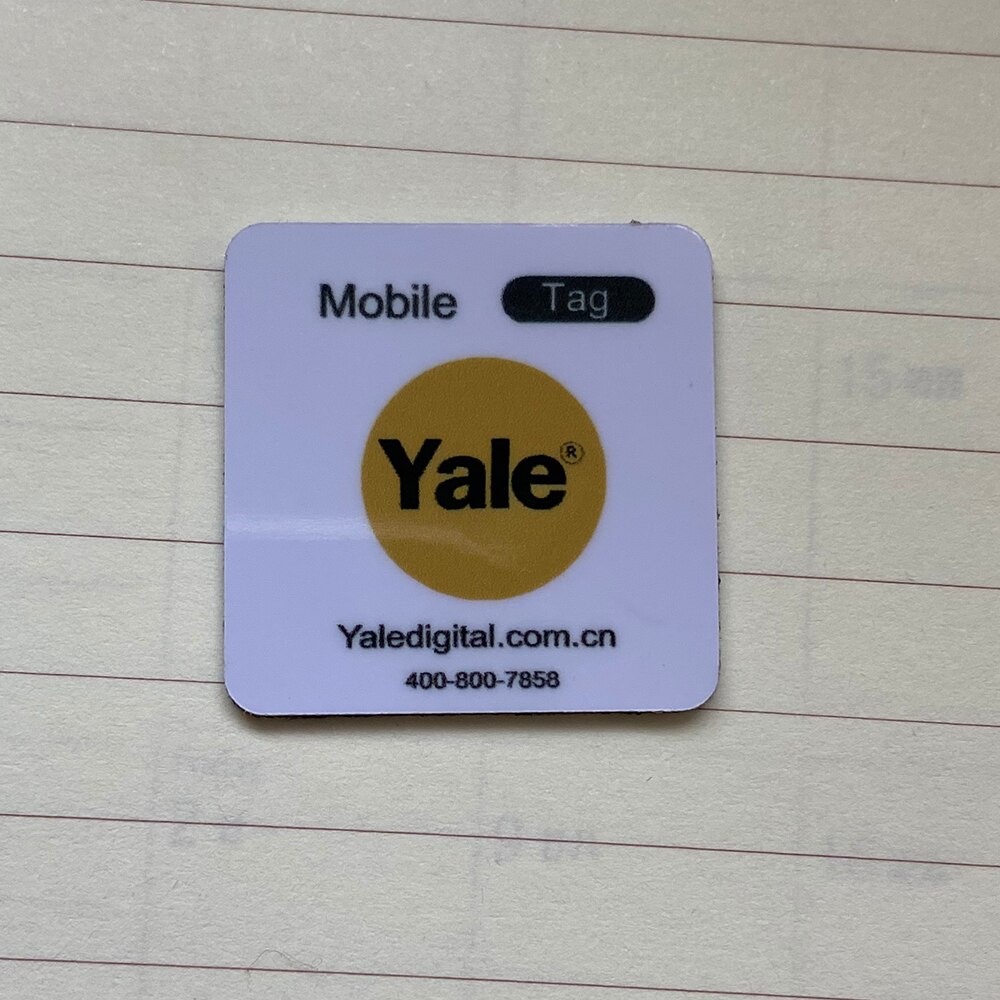 Mobile Tag
Yale®
Yaledigital.com.cn
400-800-7858